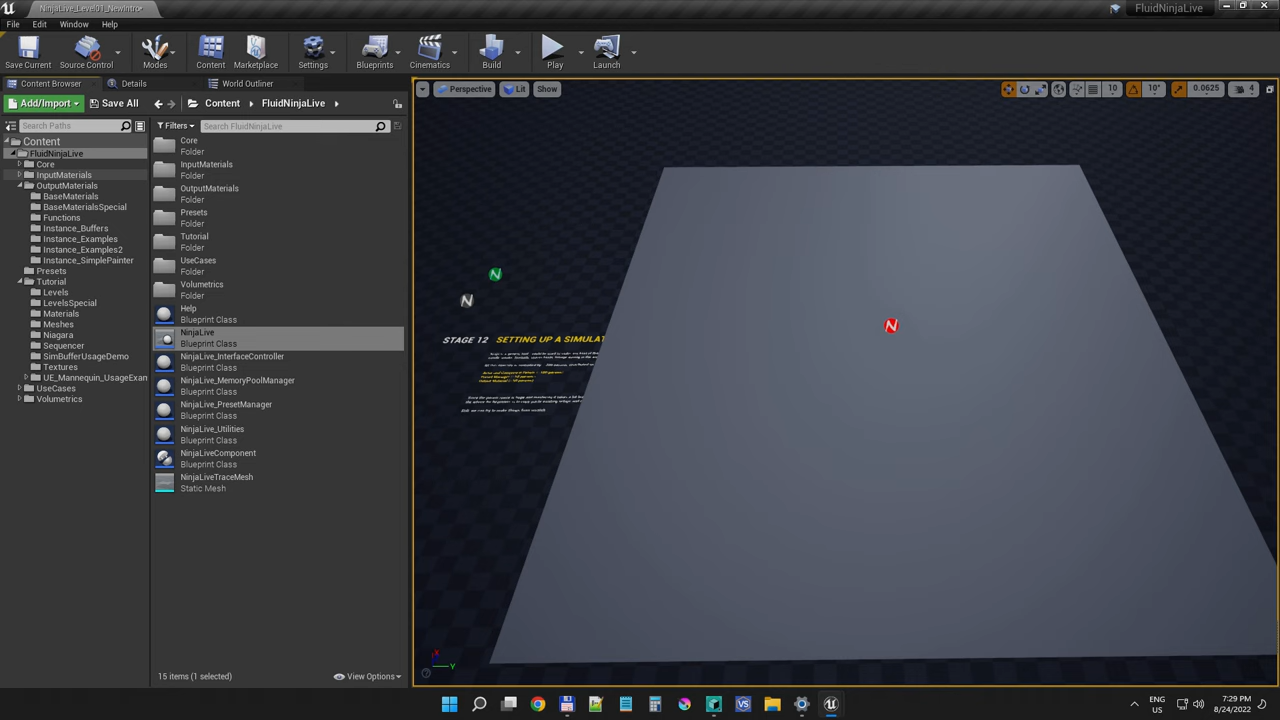 NinjaLive_Level01_NewIntro•
FluidNinjaLive
File Edit Window Help
Save Current Source Control Modes Content Marketplace Settings Blueprints Cinematics Build Play Launch
Content Browser Details World Outliner
Add/Import Save All Content FluidNinjaLive
Search Paths
Filters Search FluidNinjaLive
Content
FluidNinjaLive
Core
InputMaterials
OutputMaterials
BaseMaterials
BaseMaterialsSpecial
Functions
Instance_Buffers
Instance_Examples
Instance_Examples2
Instance_SimplePainter
Presets
Tutorial
Levels
LevelsSpecial
Materials
Meshes
Niagara
Sequencer
SimBufferUsageDemo
Textures
UE_Mannequin_UsageExan
UseCases
Volumetrics
Core
Folder
InputMaterials
Folder
OutputMaterials
Folder
Presets
Folder
Tutorial
Folder
UseCases
Folder
Volumetrics
Folder
Help
Blueprint Class
NinjaLive
Blueprint Class
NinjaLive_InterfaceController
Blueprint Class
NinjaLive_MemoryPoolManager
Blueprint Class
NinjaLive_PresetManager
Blueprint Class
NinjaLive_Utilities
Blueprint Class
NinjaLiveComponent
Blueprint Class
NinjaLiveTraceMesh
Static Mesh
15 items (1 selected)
View Options
Perspective Lit Show
10 10° 0.0625 4
N
N
N
STAGE 12 SETTING UP A SIMULAT
X
Y
ENG
US
7:29 PM
8/24/2022